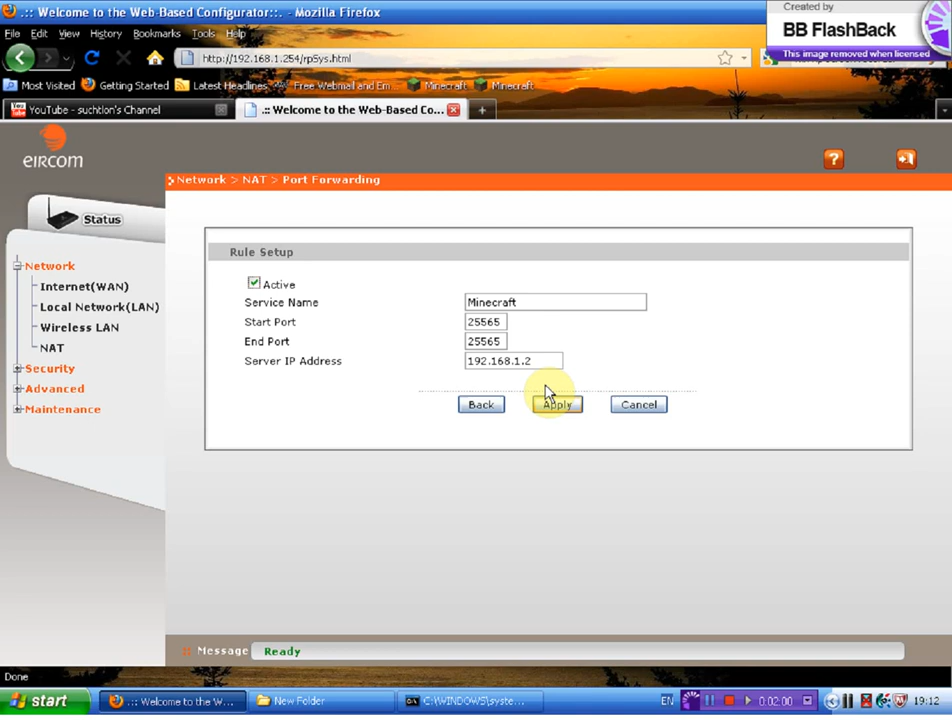 .:: Welcome to the Web-Based Configurator::. - Mozilla Firefox
Created by
BB FlashBack
This image removed when licensed
File Edit View History Bookmarks Tools Help
http://192.168.1.254/rpSys.html
Most Visited Getting Started Latest Headlines Free Webmail and Em... Minecraft Minecraft
You Tube YouTube - suchtlon's Channel .:: Welcome to the Web-Based Co... +
eircom
?
Network > NAT > Port Forwarding
Status
Network
Internet(WAN)
Local Network(LAN)
Wireless LAN
NAT
Security
Advanced
Maintenance
Rule Setup
Active
Service Name Minecraft
Start Port 25565
End Port 25565
Server IP Address 192.168.1.2
Back Apply Cancel
Message Ready
Done
start .:: Welcome to the W... New Folder C:\WINDOWS\syste... EN 0:02:00 19:12